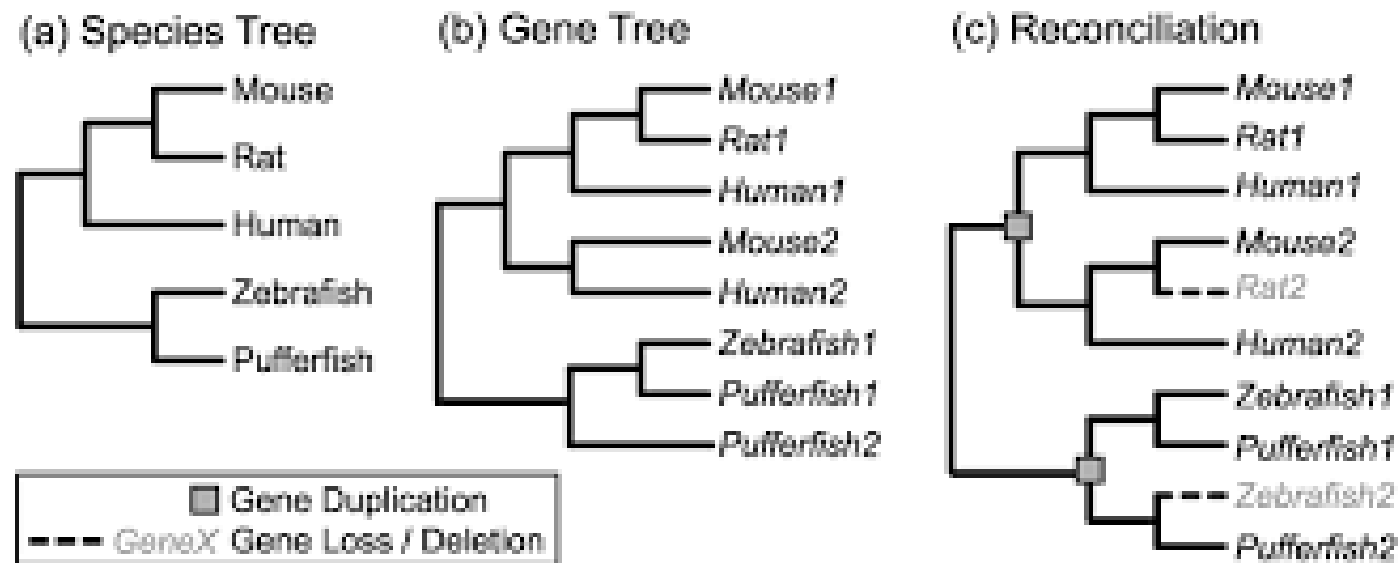 (a) Species Tree
Mouse
Rat
Human
Zebrafish
Pufferfish
(b) Gene Tree
Mouse1
Rat1
Human1
Mouse2
Human2
Zebrafish1
Pufferfish1
Pufferfish2
(c) Reconciliation
Mouse1
Rat1
Human1
Mouse2
Rat2
Human2
Zebrafish1
Pufferfish1
Zebrafish2
Pufferfish2
Gene Duplication
GeneX Gene Loss / Deletion